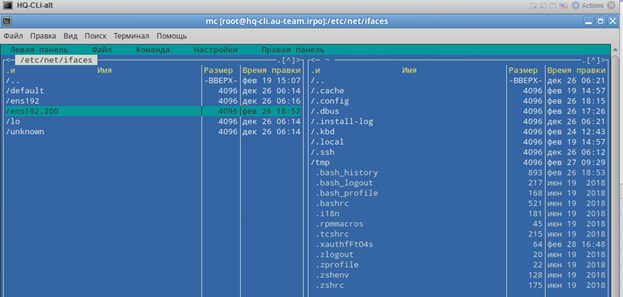 HQ-CLi-alt Actions
mc [root@hq-cli.au-team.irpo]:/etc/net/ifaces
Файл Правка Вид Поиск Терминал Помощь
Левая панель Файл Команда Настройки Правая панель
<─ /etc/net/ifaces .[^]> <─ ~ .[^]>
.и Имя Размер Время правки .и Имя Размер Время правки
/.. -ВВЕРХ- фев 19 15:07 /.. -ВВЕРХ- дек 26 06:21
/default 4096 дек 26 06:14 /.cache 4096 фев 19 14:57
/ens192 4096 дек 26 06:16 /.config 4096 фев 26 18:15
/ens192.200 4096 фев 26 18:52 /.dbus 4096 фев 26 17:26
/lo 4096 дек 26 06:14 /.install-log 4096 дек 26 06:21
/unknown 4096 дек 26 06:14 /.kbd 4096 фев 24 12:43
/.local 4096 фев 19 14:57
/.ssh 4096 дек 26 06:12
/tmp 4096 фев 27 09:29
.bash_history 893 фев 26 18:53
.bash_logout 217 июн 19 2018
.bash_profile 168 июн 19 2018
.bashrc 521 июн 19 2018
.i18n 181 июн 19 2018
.rpmmacros 45 июн 19 2018
.tcshrc 215 июн 19 2018
.xauthfFtO4s 64 фев 28 16:48
.zlogout 20 июн 19 2018
.zprofile 22 июн 19 2018
.zshenv 128 июн 19 2018
.zshrc 175 июн 19 2018